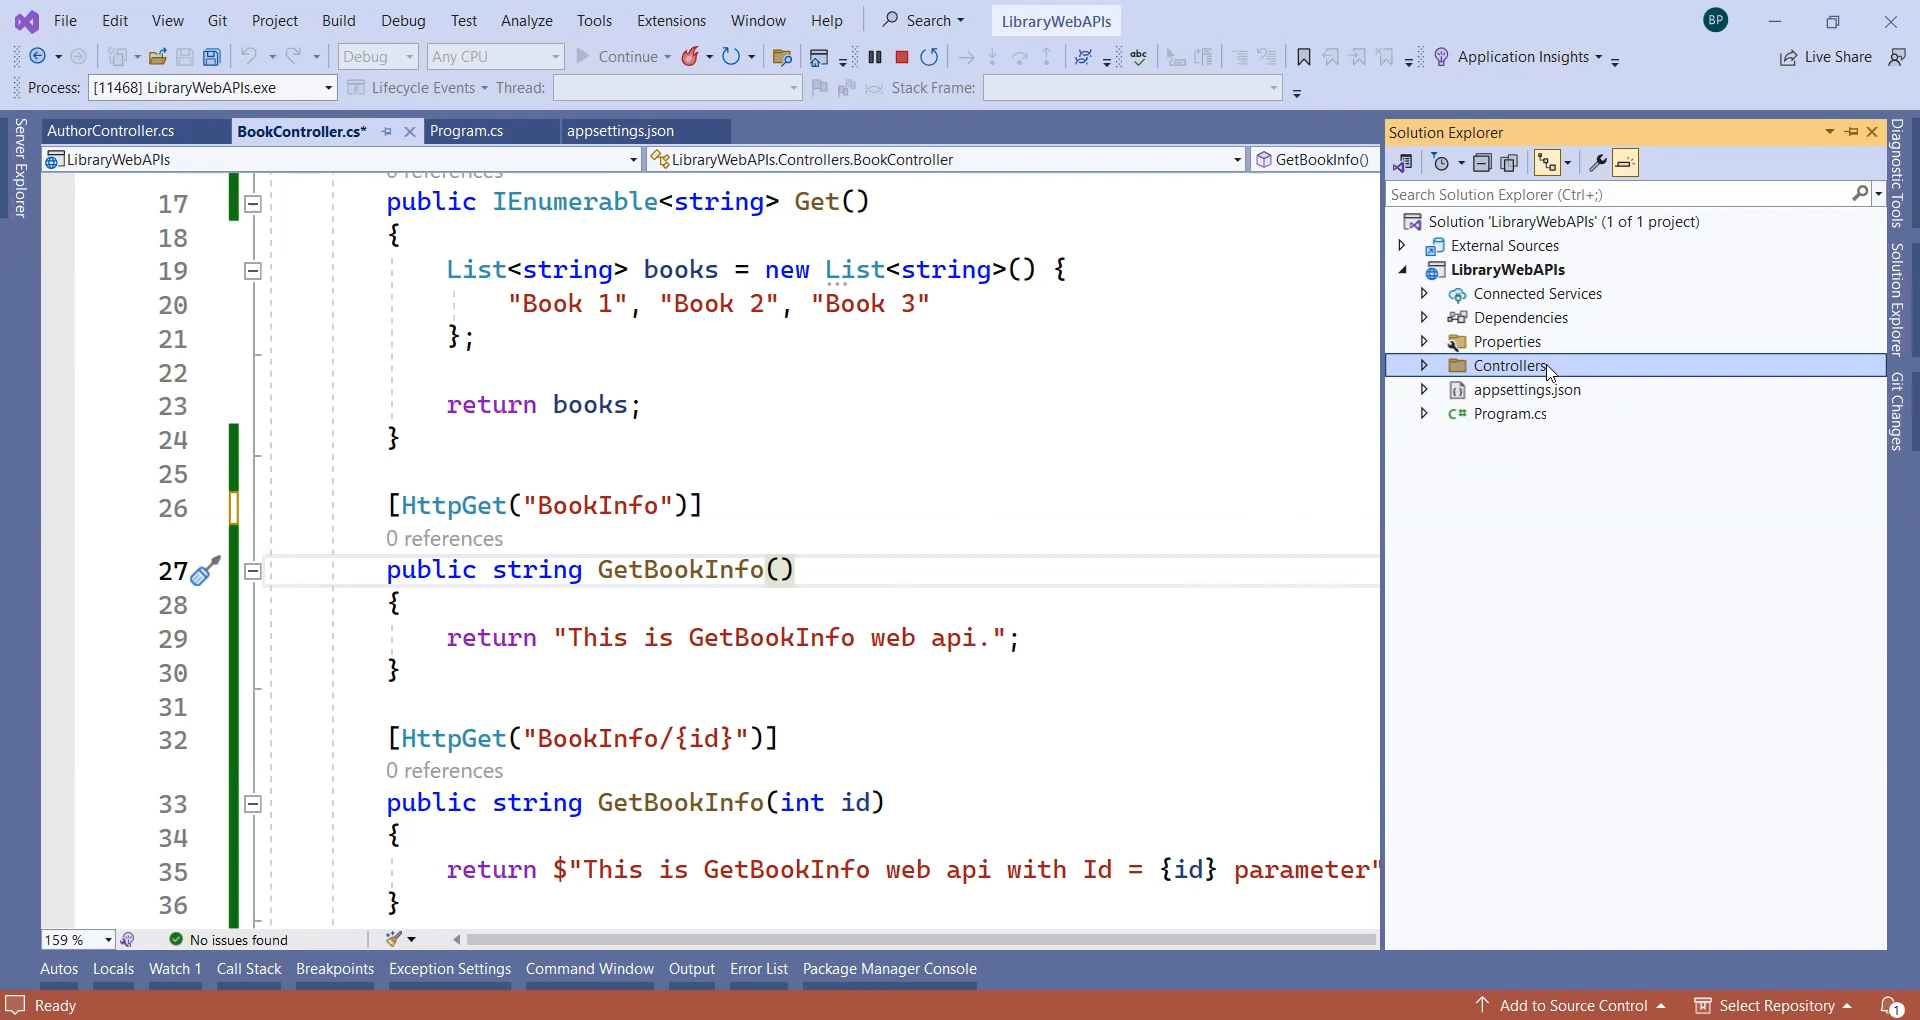 File Edit View Git Project Build Debug Test Analyze Tools Extensions Window Help Search LibraryWebAPIs BP
Debug Any CPU Continue Application Insights Live Share
Process: [11468] LibraryWebAPIs.exe Lifecycle Events Thread: Stack Frame:
Server Explorer
AuthorController.cs BookController.cs* Program.cs appsettings.json
LibraryWebAPIs LibraryWebAPIs.Controllers.BookController GetBookInfo()
17 public IEnumerable<string> Get()
18 {
19 List<string> books = new List<string>() {
20 "Book 1", "Book 2", "Book 3"
21 };
22
23 return books;
24 }
25
26 [HttpGet("BookInfo")]
0 references
27 public string GetBookInfo()
28 {
29 return "This is GetBookInfo web api.";
30 }
31
32 [HttpGet("BookInfo/{id}")]
0 references
33 public string GetBookInfo(int id)
34 {
35 return $"This is GetBookInfo web api with Id = {id} parameter"
36 }
159 % No issues found
Solution Explorer
Search Solution Explorer (Ctrl+;)
Solution 'LibraryWebAPIs' (1 of 1 project)
External Sources
LibraryWebAPIs
Connected Services
Dependencies
Properties
Controllers
appsettings.json
C# Program.cs
Diagnostic Tools
Solution Explorer
Git Changes
Autos Locals Watch 1 Call Stack Breakpoints Exception Settings Command Window Output Error List Package Manager Console
Ready Add to Source Control Select Repository 1